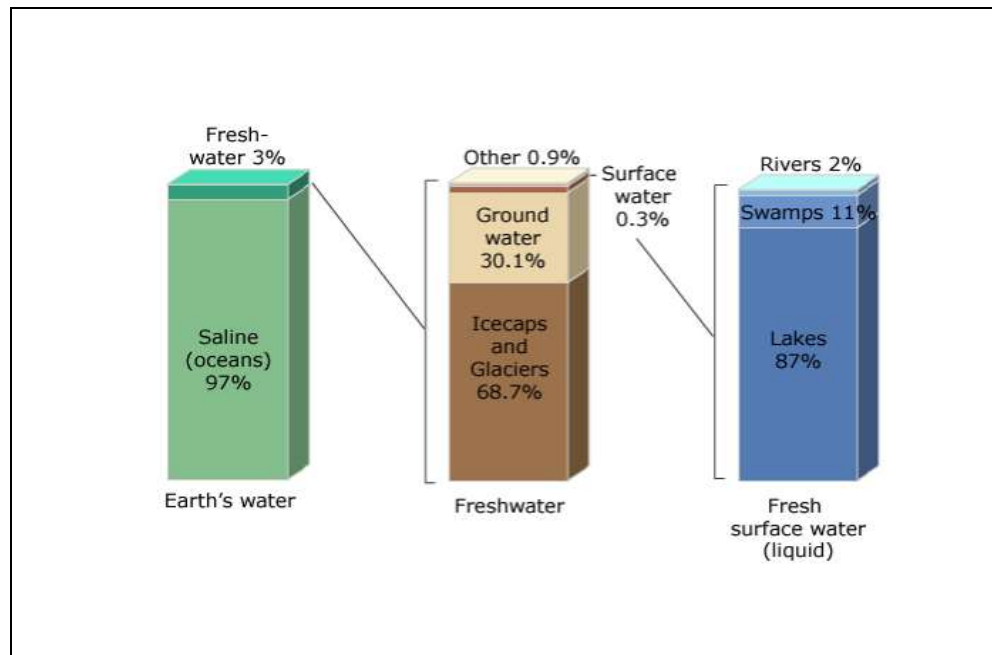 Fresh-
water 3%
Saline
(oceans)
97%
Earth's water
Other 0.9%
Surface
water
0.3%
Ground
water
30.1%
Icecaps
and
Glaciers
68.7%
Freshwater
Rivers 2%
Swamps 11%
Lakes
87%
Fresh
surface water
(liquid)